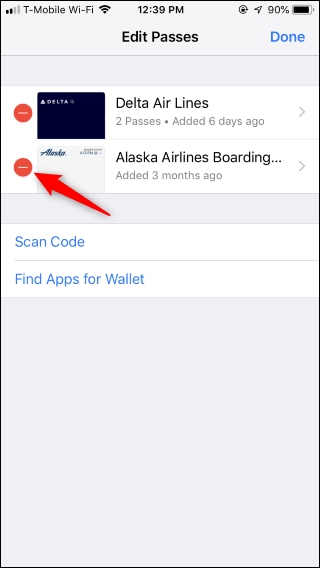 T-Mobile Wi-Fi 12:39 PM 90%
Edit Passes Done
DELTA
Delta Air Lines
2 Passes • Added 6 days ago
Alaska
Alaska Airlines Boarding...
Added 3 months ago
Scan Code
Find Apps for Wallet